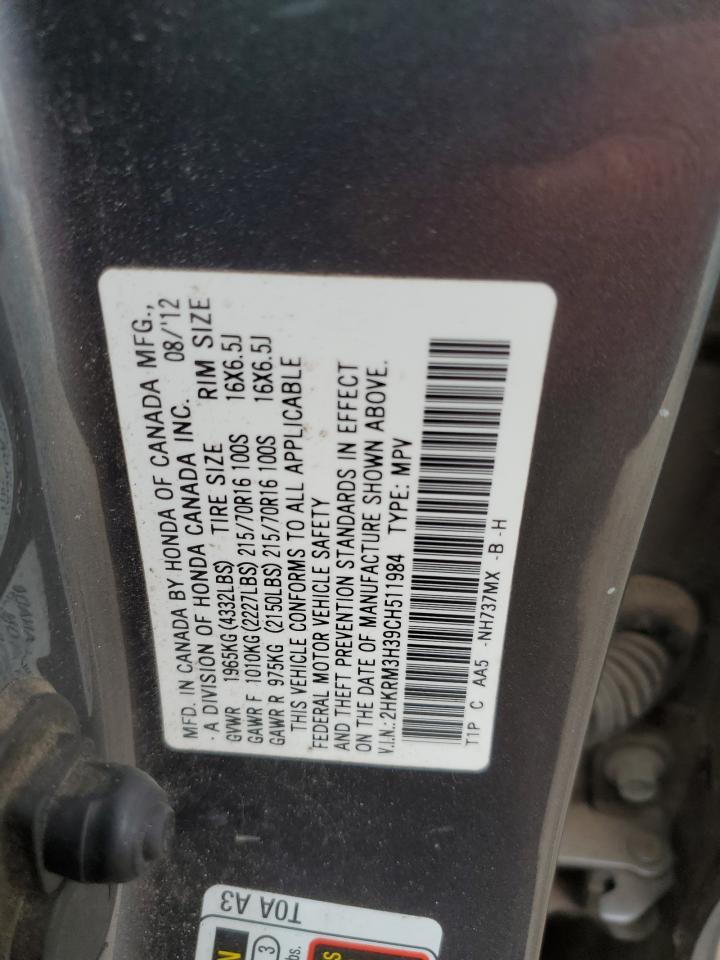 MFD. IN CANADA BY HONDA OF CANADA MFG.,
A DIVISION OF HONDA CANADA INC. 08/'12
GVWR 1965KG(4332LBS) TIRE SIZE RIM SIZE
GAWR F 1010KG(2227LBS)215/70R16 100S 16X6.5J
GAWR R 975KG (2150LBS)215/70R16 100S 16X6.5J
THIS VEHICLE CONFORMS TO ALL APPLICABLE
FEDERAL MOTOR VEHICLE SAFETY
AND THEFT PREVENTION STANDARDS IN EFFECT
ON THE DATE OF MANUFACTURE SHOWN ABOVE.
V.I.N.:2HKRM3H39CH511984 TYPE: MPV
T1P C AA5 -NH737MX -B -H
T0A A3
3